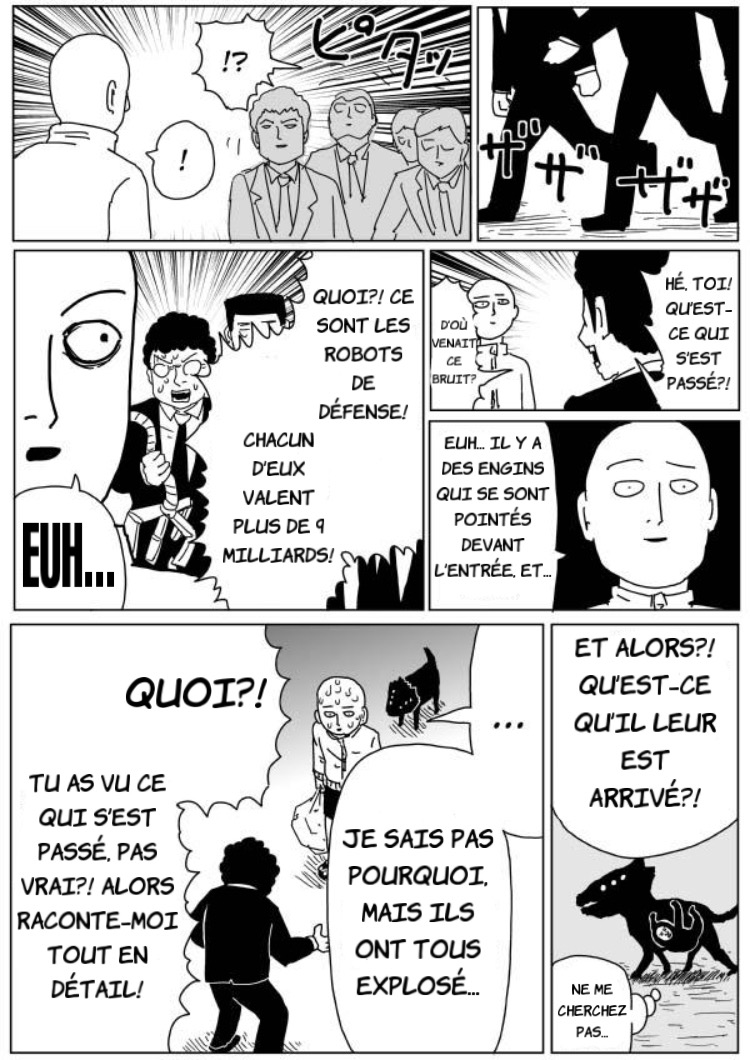 ザ
ザ
ザ
ザ
ザ
ピタッ
!?
!
HÉ, TOI!
QU'EST-
CE QUI
S'EST
PASSÉ?!
D'OÙ
VENAIT
CE
BRUIT?
EUH... IL Y A
DES ENGINS
QUI SE SONT
POINTÉS
DEVANT
L'ENTRÉE, ET...
QUOI?! CE
SONT LES
ROBOTS
DE
DÉFENSE!
CHACUN
D'EUX
VALENT
PLUS DE 9
MILLIARDS!
EUH...
ET ALORS?!
QU'EST-CE
QU'IL LEUR
EST
ARRIVÉ?!
NE ME
CHERCHEZ
PAS...
...
JE SAIS PAS
POURQUOI,
MAIS ILS
ONT TOUS
EXPLOSÉ...
QUOI?!
TU AS VU CE
QUI S'EST
PASSÉ, PAS
VRAI?! ALORS
RACONTE-MOI
TOUT EN
DÉTAIL!